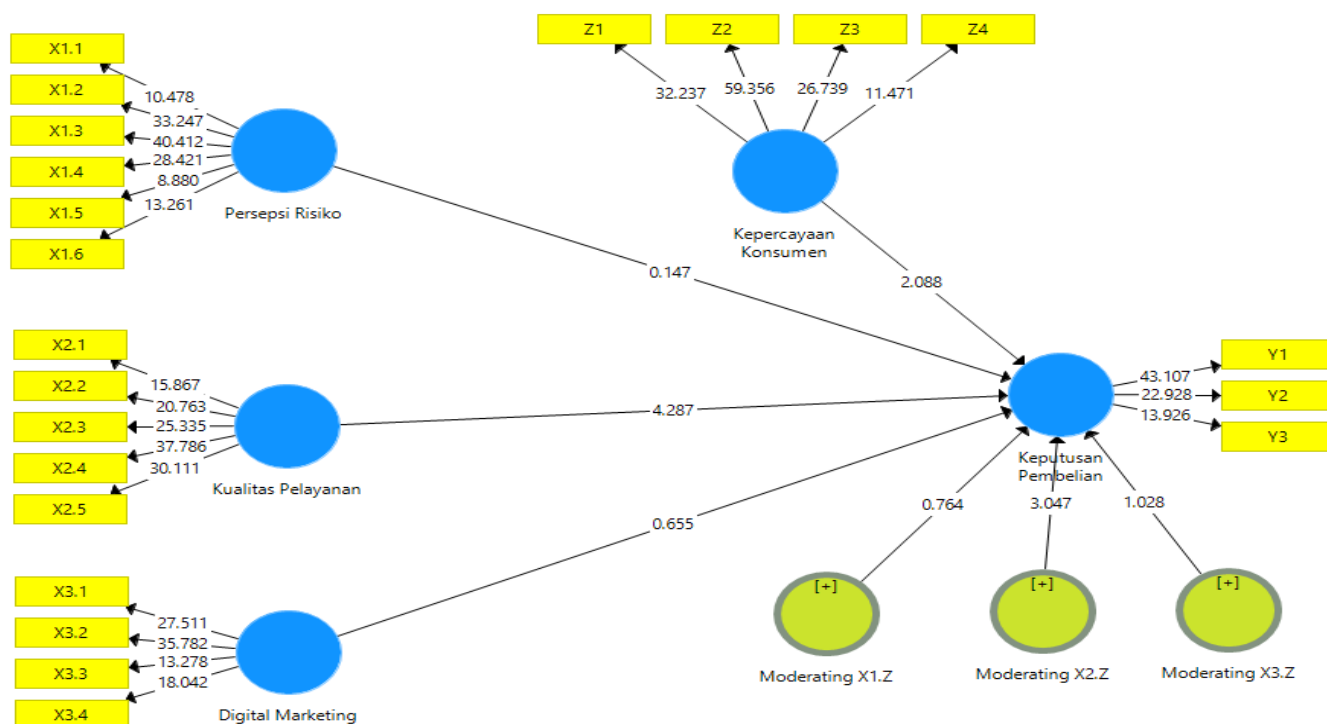 Z1
Z2
Z3
Z4
32.237
59.356
26.739
11.471
Kepercayaan
Konsumen
2.088
X1.1
X1.2
X1.3
X1.4
X1.5
X1.6
10.478
33.247
40.412
28.421
8.880
13.261
Persepsi Risiko
0.147
X2.1
X2.2
X2.3
X2.4
X2.5
15.867
20.763
25.335
37.786
30.111
Kualitas Pelayanan
4.287
X3.1
X3.2
X3.3
X3.4
27.511
35.782
13.278
18.042
Digital Marketing
0.655
Y1
Y2
Y3
43.107
22.928
13.926
Keputusan
Pembelian
0.764
3.047
1.028
[+]
[+]
[+]
Moderating X1.Z
Moderating X2.Z
Moderating X3.Z